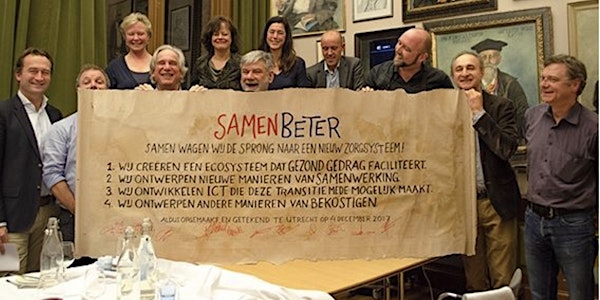 SAMEN BETER
SAMEN WAGEN WIJ DE SPRONG NAAR EEN NIEUW ZORGSYSTEEM!
1. WIJ CREËREN EEN ECOSYSTEEM DAT GEZOND GEDRAG FACILITEERT.
2. WIJ ONTWERPEN NIEUWE MANIEREN VAN SAMENWERKING.
3. WIJ ONTWIKKELEN ICT DIE DEZE TRANSITIE MEDE MOGELIJK MAAKT.
4. WIJ ONTWERPEN ANDERE MANIEREN VAN BEKOSTIGEN
ALDUS OPGEMAAKT EN GETEKEND TE UTRECHT OP 4 DECEMBER 2017